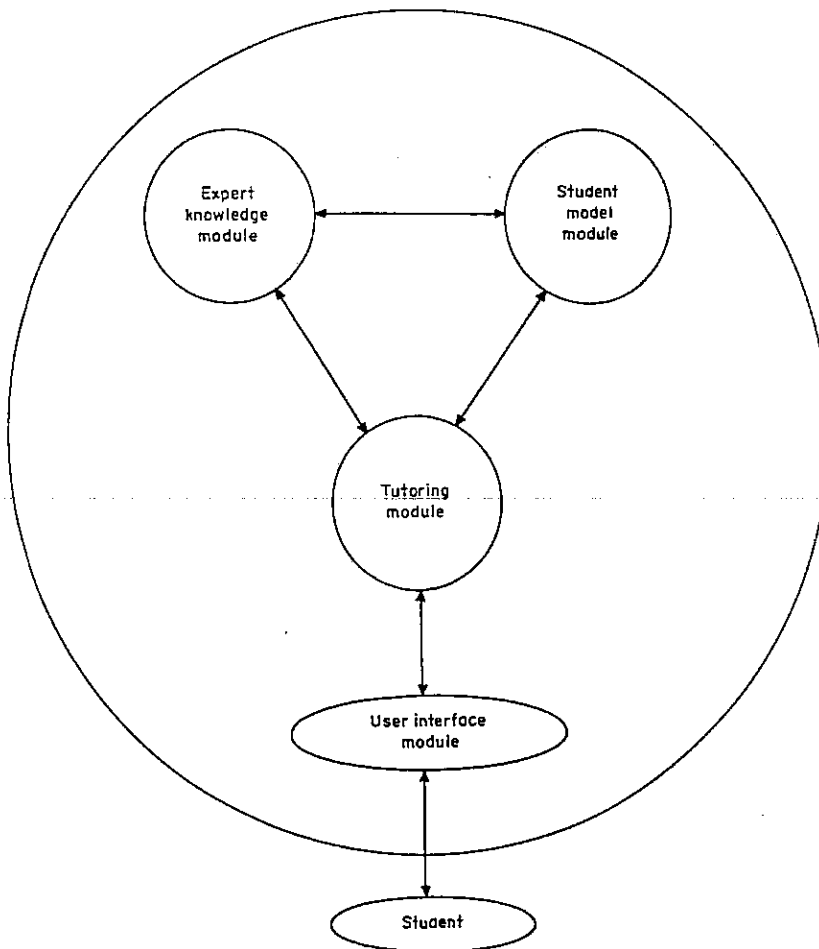 Expert
knowledge
module
Student
model
module
Tutoring
module
User interface
module
Student